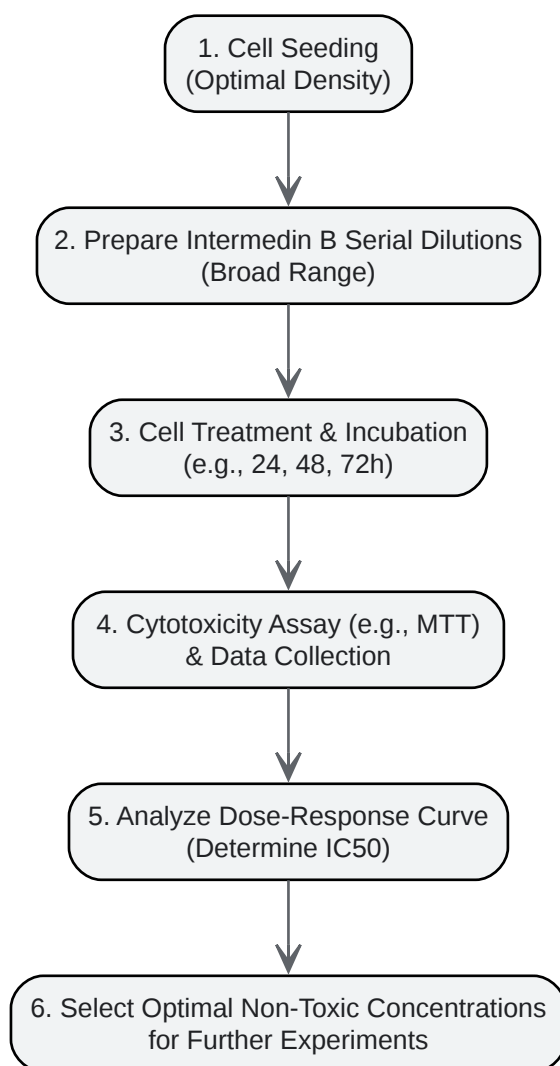 1. Cell Seeding
(Optimal Density)
2. Prepare Intermedin B Serial Dilutions
(Broad Range)
3. Cell Treatment & Incubation
(e.g., 24, 48, 72h)
4. Cytotoxicity Assay (e.g., MTT)
& Data Collection
5. Analyze Dose-Response Curve
(Determine IC50)
6. Select Optimal Non-Toxic Concentrations
for Further Experiments